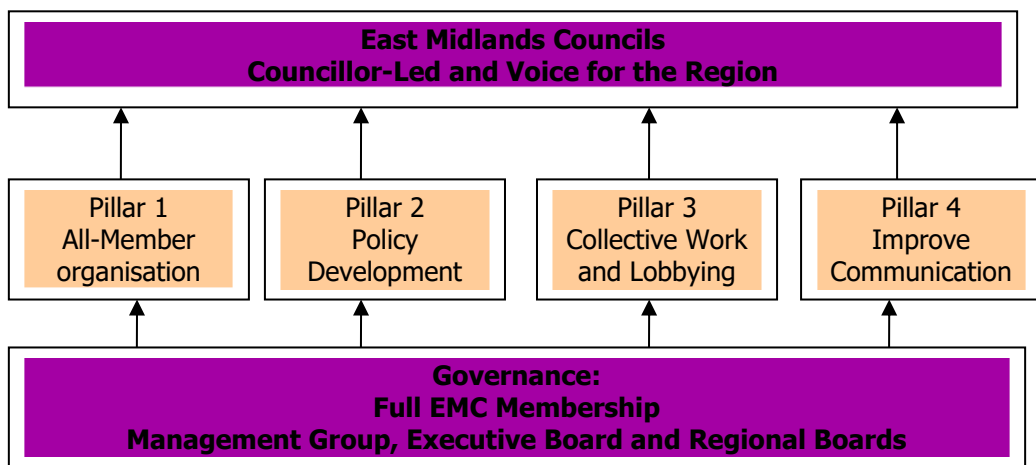 East Midlands Councils
Councillor-Led and Voice for the Region
Pillar 1
All-Member
organisation
Pillar 2
Policy
Development
Pillar 3
Collective Work
and Lobbying
Pillar 4
Improve
Communication
Governance:
Full EMC Membership
Management Group, Executive Board and Regional Boards